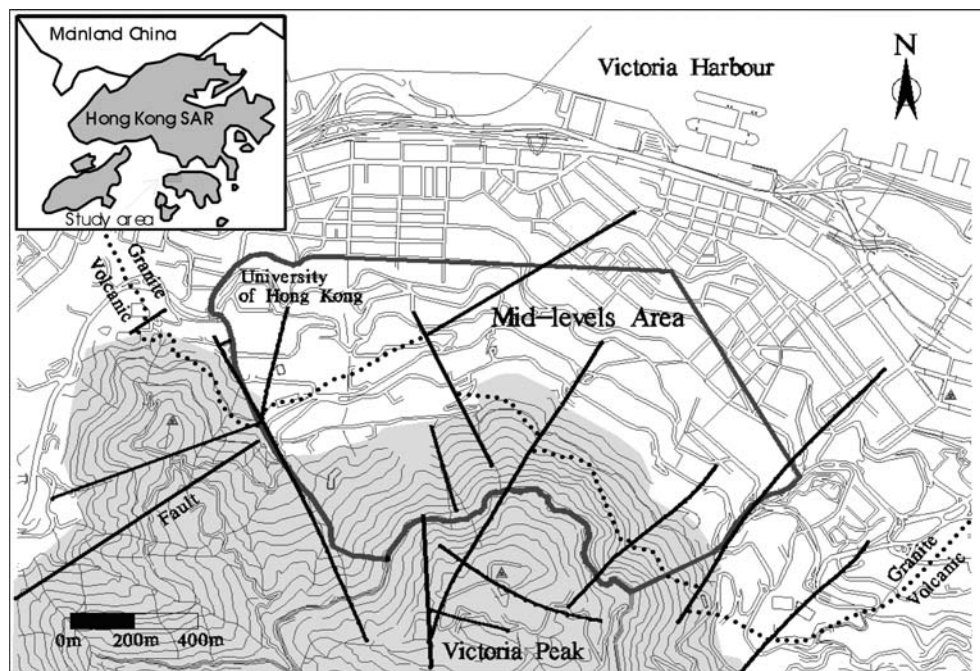 Mainland China
Hong Kong SAR
Study area
Victoria Harbour
N
Granite
Volcanic
University
of Hong Kong
Mid-levels Area
Fault
Granite
Volcanic
0m 200m 400m
Victoria Peak